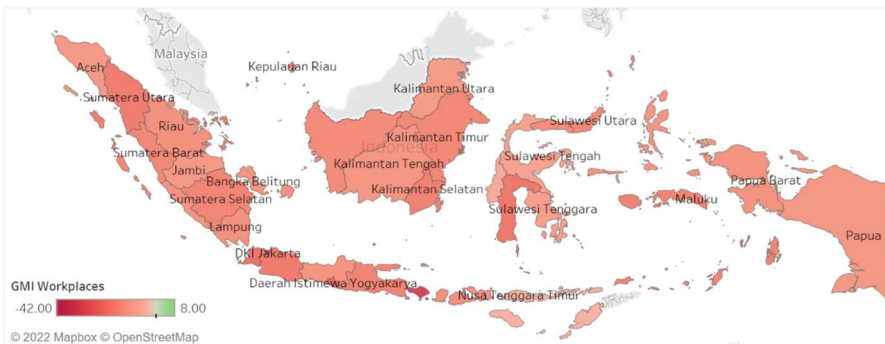 Malaysia
Aceh
Kepulauan Riau
Sumatera Utara
Kalimantan Utara
Riau
Sulawesi Utara
Kalimantan Timur
Indonesia
Sumatera Barat
Sulawesi Tengah
Kalimantan Tengah
Jambi
Papua Barat
Bangka Belitung
Kalimantan Selatan
Sumatera Selatan
Maluku
Sulawesi Tenggara
Lampung
Papua
DKI Jakarta
Daerah Istimewa Yogyakarta
Nusa Tenggara Timur
GMI Workplaces
-42.00 8.00
© 2022 Mapbox © OpenStreetMap